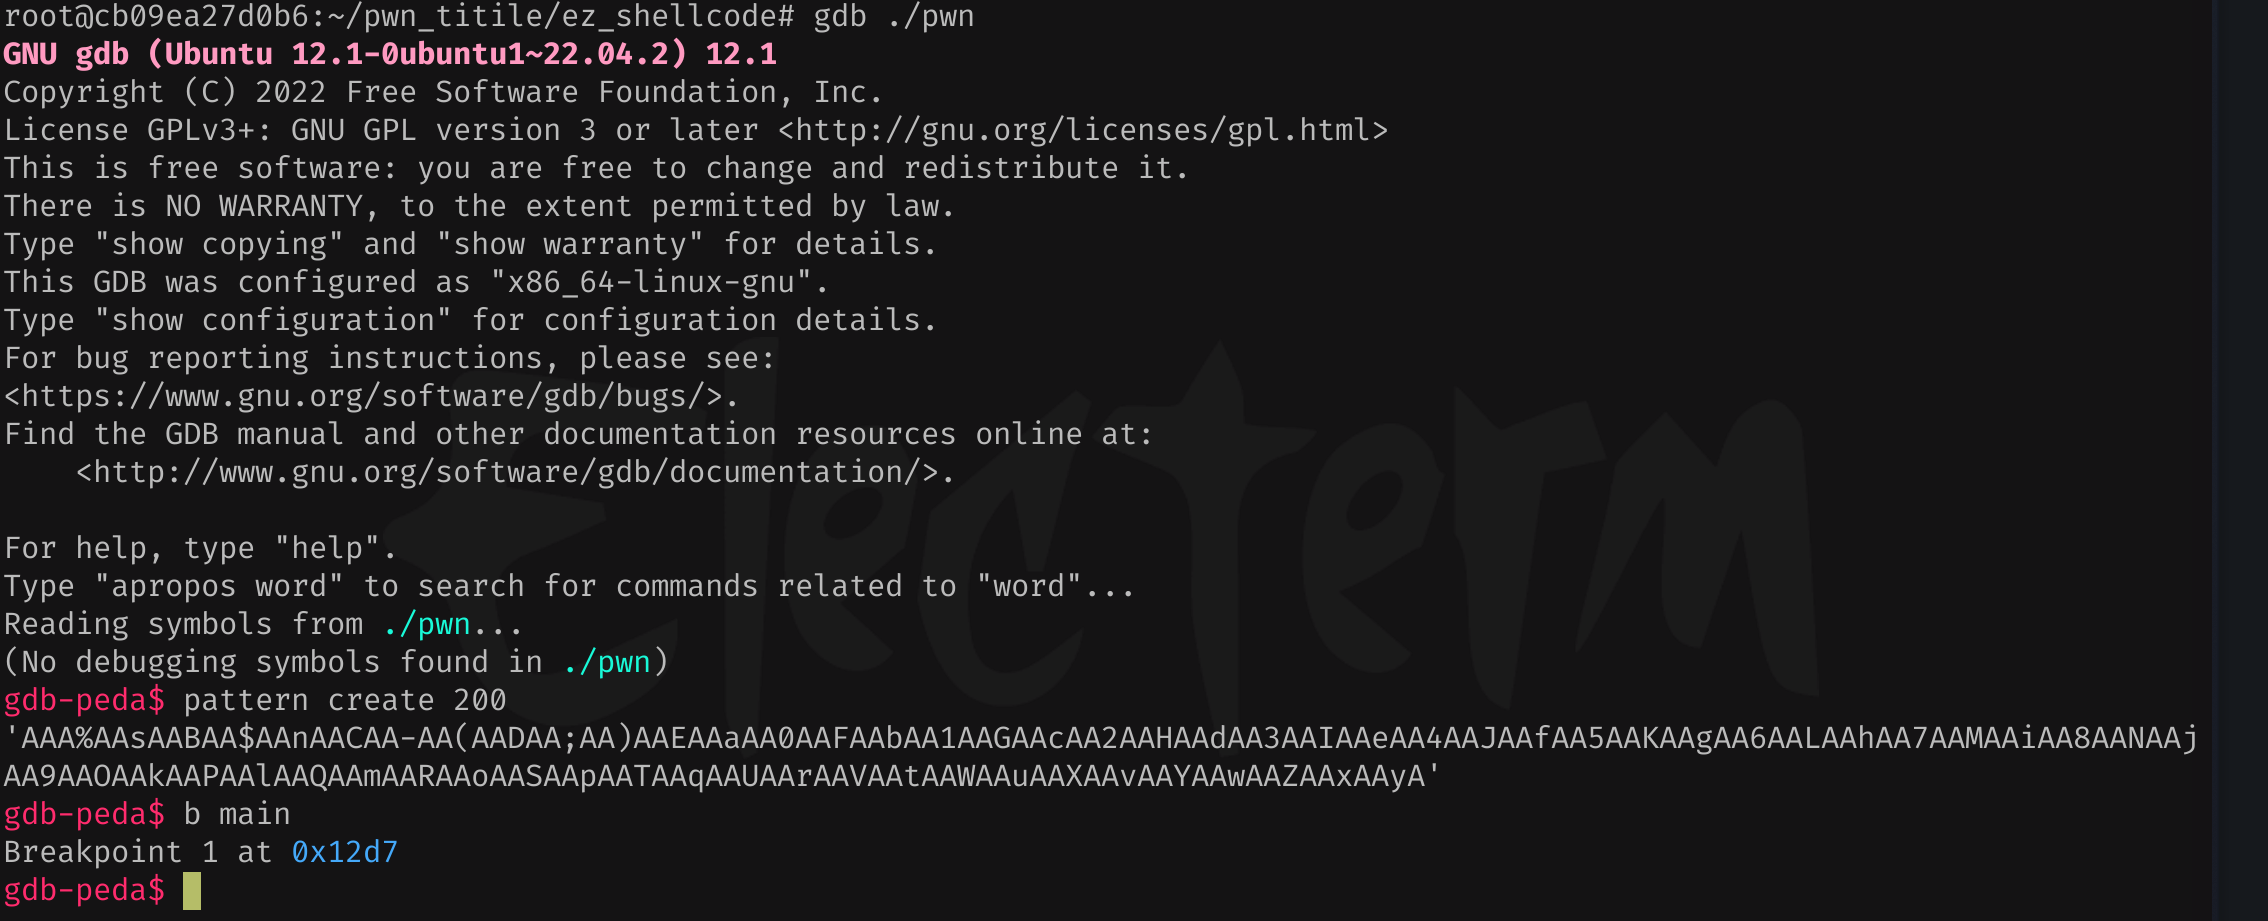 root@cb09ea27d0b6:~/pwn_titile/ez_shellcode# gdb ./pwn
GNU gdb (Ubuntu 12.1-0ubuntu1~22.04.2) 12.1
Copyright (C) 2022 Free Software Foundation, Inc.
License GPLv3+: GNU GPL version 3 or later <http://gnu.org/licenses/gpl.html>
This is free software: you are free to change and redistribute it.
There is NO WARRANTY, to the extent permitted by law.
Type "show copying" and "show warranty" for details.
This GDB was configured as "x86_64-linux-gnu".
Type "show configuration" for configuration details.
For bug reporting instructions, please see:
<https://www.gnu.org/software/gdb/bugs/>.
Find the GDB manual and other documentation resources online at:
    <http://www.gnu.org/software/gdb/documentation/>.
Electerm
For help, type "help".
Type "apropos word" to search for commands related to "word"...
Reading symbols from ./pwn...
(No debugging symbols found in ./pwn)
gdb-peda$ pattern create 200
'AAA%AAsAABAA$AAnAACAA-AA(AADAA;AA)AAEAAaAA0AAFAAbAA1AAGAAcAA2AAHAAdAA3AAIAAeAA4AAJAAfAA5AAKAAgAA6AALAAhAA7AAMAAiAA8AANAAj
AA9AAOAAkAAPAAlAAQAAmAARAAoAASAApAATAAqAAUAArAAVAAtAAWAAuAAXAAvAAYAAwAAZAAxAAyA'
gdb-peda$ b main
Breakpoint 1 at 0x12d7
gdb-peda$